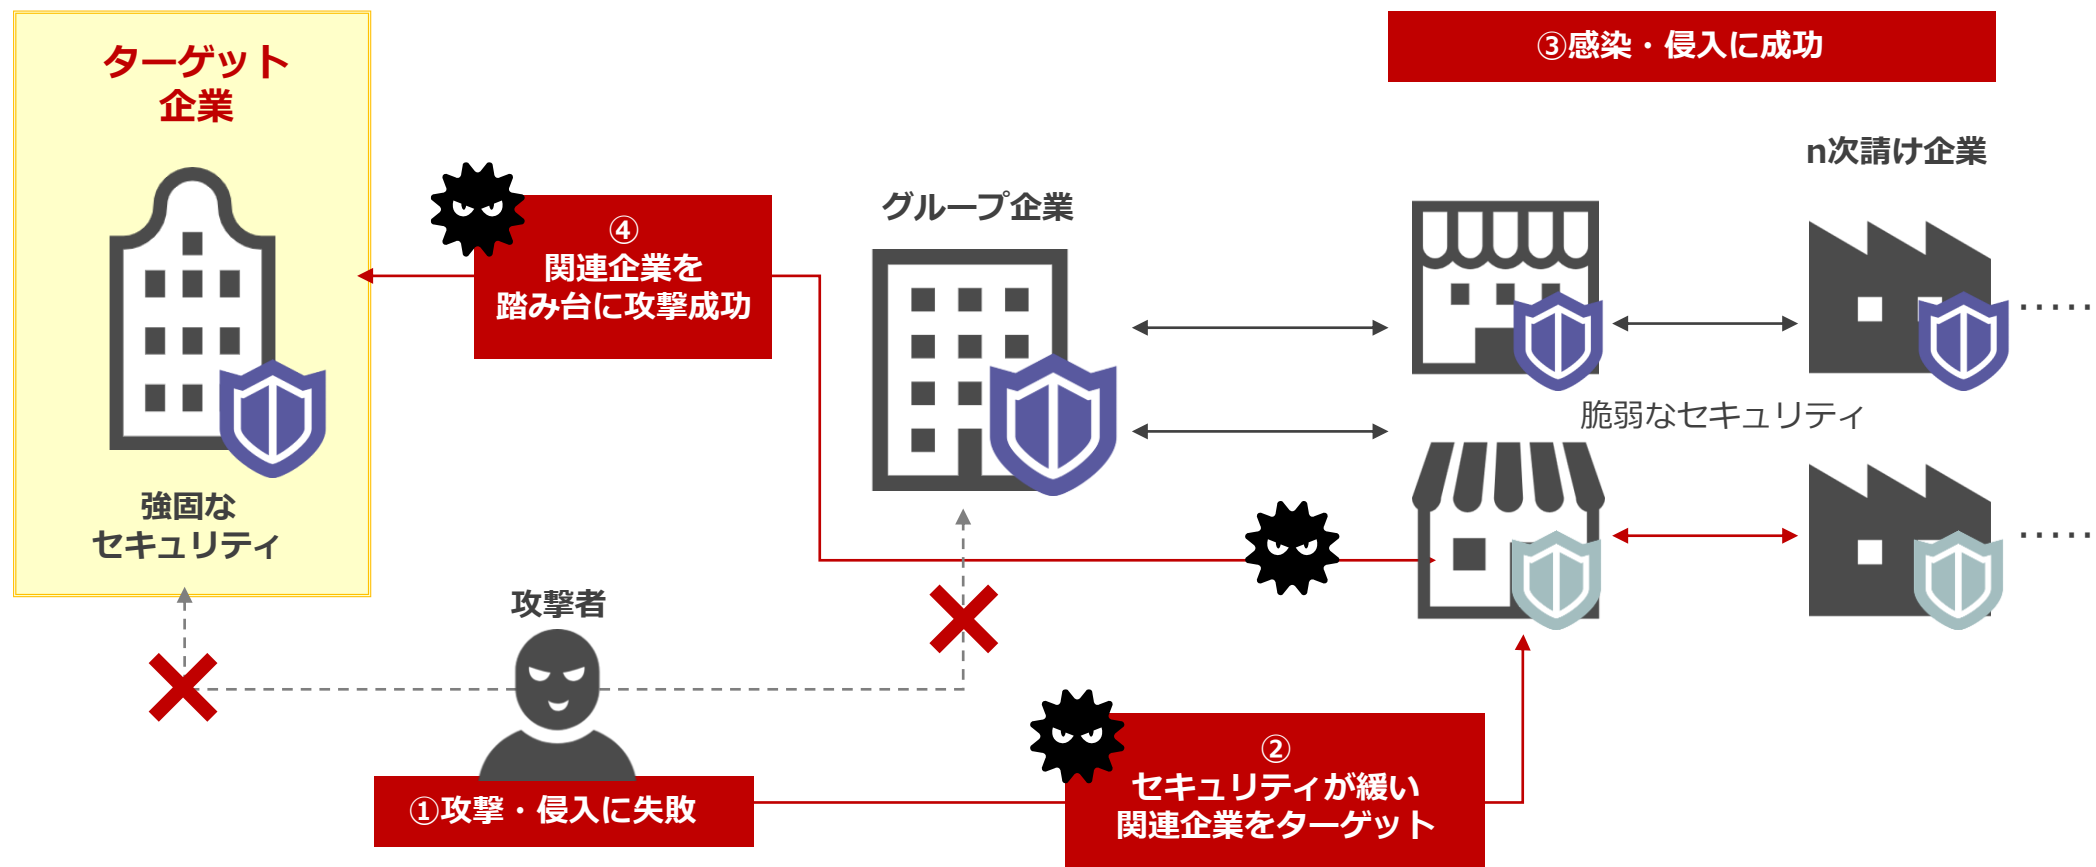 ターゲット
企業
強固な
セキュリティ
④
関連企業を
踏み台に攻撃成功
グループ企業
③感染・侵入に成功
n次請け企業
.....
脆弱なセキュリティ
.....
攻撃者
①攻撃・侵入に失敗
②
セキュリティが緩い
関連企業をターゲット